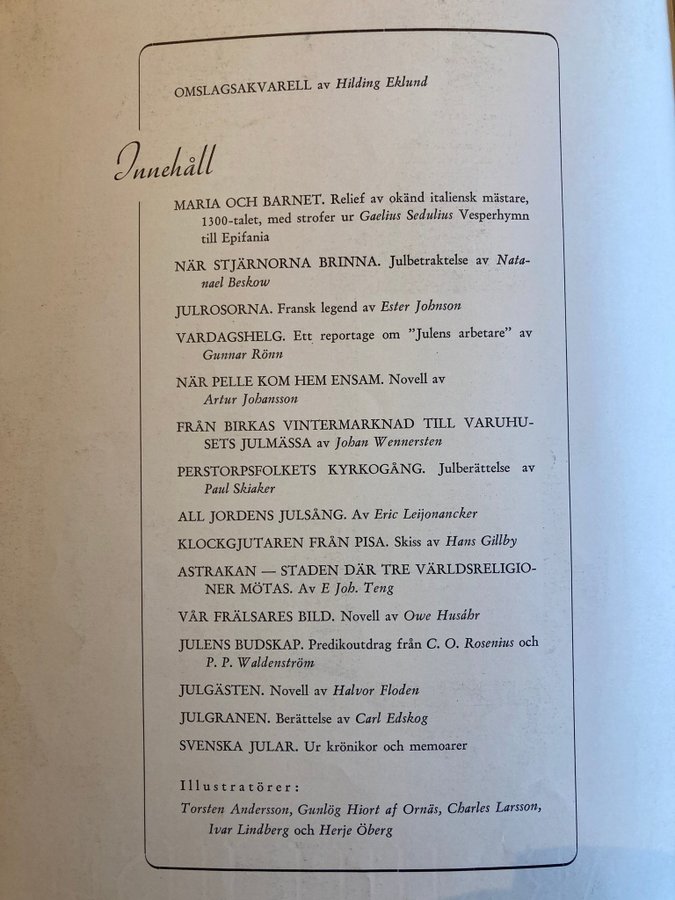 OMSLAGSAKVARELL av Hilding Eklund
Innehåll
MARIA OCH BARNET. Relief av okänd italiensk mästare,
1300-talet, med strofer ur Gaelius Sedulius Vesperhymn
till Epifania
NÄR STJÄRNORNA BRINNA. Julbetraktelse av Nata-
nael Beskow
JULROSORNA. Fransk legend av Ester Johnson
VARDAGSHELG. Ett reportage om "Julens arbetare" av
Gunnar Rönn
NÄR PELLE KOM HEM ENSAM. Novell av
Artur Johansson
FRÅN BIRKAS VINTERMARKNAD TILL VARUHU-
SETS JULMÄSSA av Johan Wennersten
PERSTORPSFOLKETS KYRKOGÅNG. Julberättelse av
Paul Skiaker
ALL JORDENS JULSÅNG. Av Eric Leijonancker
KLOCKGJUTAREN FRÅN PISA. Skiss av Hans Gillby
ASTRAKAN — STADEN DÄR TRE VÄRLDSRELIGIO-
NER MÖTAS. Av E Joh. Teng
VÅR FRÄLSARES BILD. Novell av Owe Husáhr
JULENS BUDSKAP. Predikoutdrag från C. O. Rosenius och
P. P. Waldenström
JULGÄSTEN. Novell av Halvor Floden
JULGRANEN. Berättelse av Carl Edskog
SVENSKA JULAR. Ur krönikor och memoarer
Illustratörer:
Torsten Andersson, Gunlög Hiort af Ornäs, Charles Larsson,
Ivar Lindberg och Herje Öberg